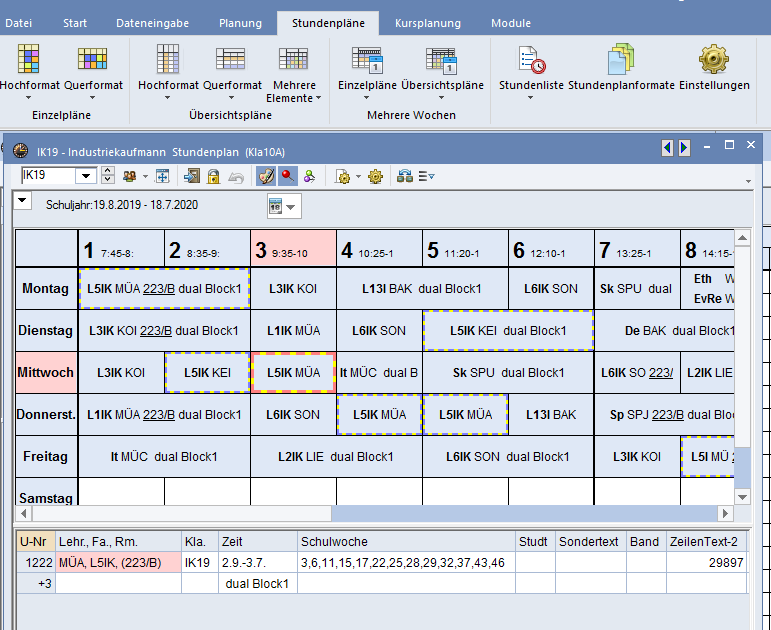 Datei Start Dateneingabe Planung Stundenpläne Kursplanung Module
Hochformat Querformat Hochformat Querformat Mehrere Elemente Einzelpläne Übersichtspläne Stundenliste Stundenplanformate Einstellungen
Einzelpläne Übersichtspläne Mehrere Wochen
IK19 - Industriekaufmann Stundenplan (Kla10A)
IK19
Schuljahr:19.8.2019 - 18.7.2020
1 7:45-8: 2 8:35-9: 3 9:35-10 4 10:25-1 5 11:20-1 6 12:10-1 7 13:25-1 8 14:15-
Montag L5IK MÜA 223/B dual Block1 L3IK KOI L13I BAK dual Block1 L6IK SON Sk SPU dual Eth W
EvRe W
Dienstag L3IK KOI 223/B dual Block1 L1IK MÜA L6IK SON L5IK KEI dual Block1 De BAK dual Block1
Mittwoch L3IK KOI L5IK KEI L5IK MÜA It MÜC dual B Sk SPU dual Block1 L6IK SO 223/ L2IK LIE
Donnerst. L1IK MÜA 223/B dual Block1 L6IK SON L5IK MÜA L5IK MÜA L13I BAK Sp SPJ 223/B dual Blo
Freitag It MÜC dual Block1 L2IK LIE dual Block1 L6IK SON dual Block1 L3IK KOI L5I MÜ 2
Samstag
U-Nr Lehr., Fa., Rm. Kla. Zeit Schulwoche Studt Sondertext Band ZeilenText-2
1222 MÜA, L5IK, (223/B) IK19 2.9.-3.7. 3,6,11,15,17,22,25,28,29,32,37,43,46 29897
+3 dual Block1